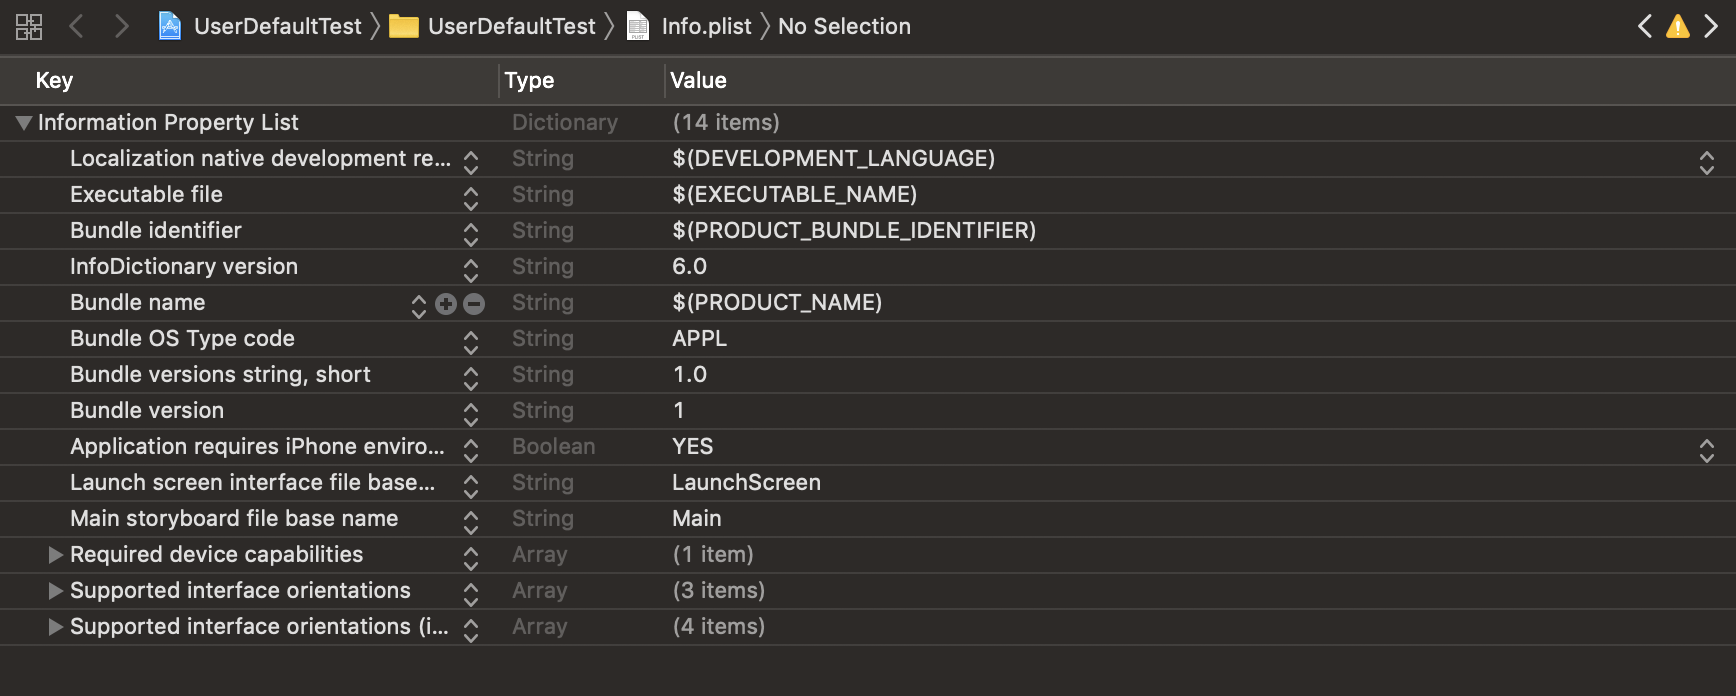 UserDefaultTest UserDefaultTest Info.plist No Selection
Key Type Value
Information Property List Dictionary (14 items)
Localization native development re... String $(DEVELOPMENT_LANGUAGE)
Executable file String $(EXECUTABLE_NAME)
Bundle identifier String $(PRODUCT_BUNDLE_IDENTIFIER)
InfoDictionary version String 6.0
Bundle name String $(PRODUCT_NAME)
Bundle OS Type code String APPL
Bundle versions string, short String 1.0
Bundle version String 1
Application requires iPhone enviro... Boolean YES
Launch screen interface file base... String LaunchScreen
Main storyboard file base name String Main
Required device capabilities Array (1 item)
Supported interface orientations Array (3 items)
Supported interface orientations (i... Array (4 items)